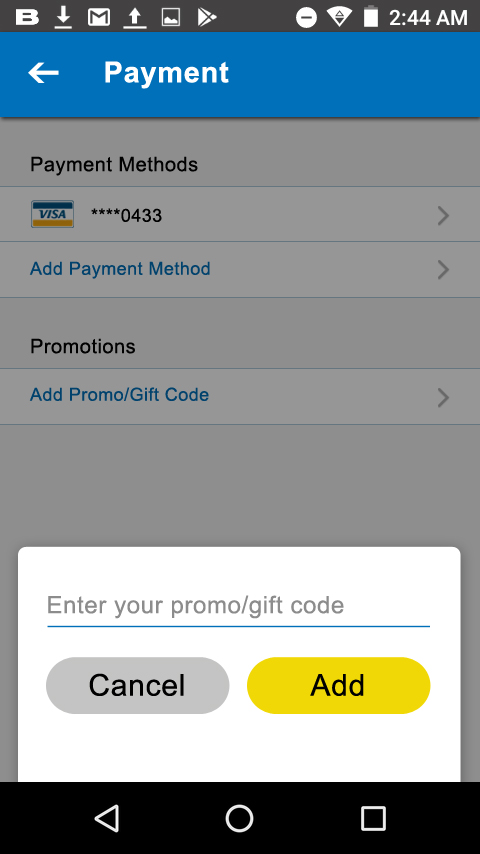 2:44 AM
Payment
Payment Methods
VISA ****0433
Add Payment Method
Promotions
Add Promo/Gift Code
Enter your promo/gift code
Cancel Add